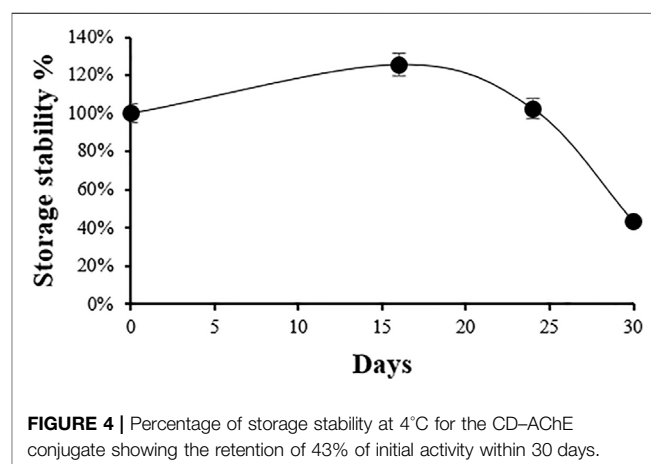 140%
120%
100%
80%
60%
40%
20%
0%
Storage stability %
0 5 10 15 20 25 30
Days
FIGURE 4 | Percentage of storage stability at 4°C for the CD–AChE
conjugate showing the retention of 43% of initial activity within 30 days.